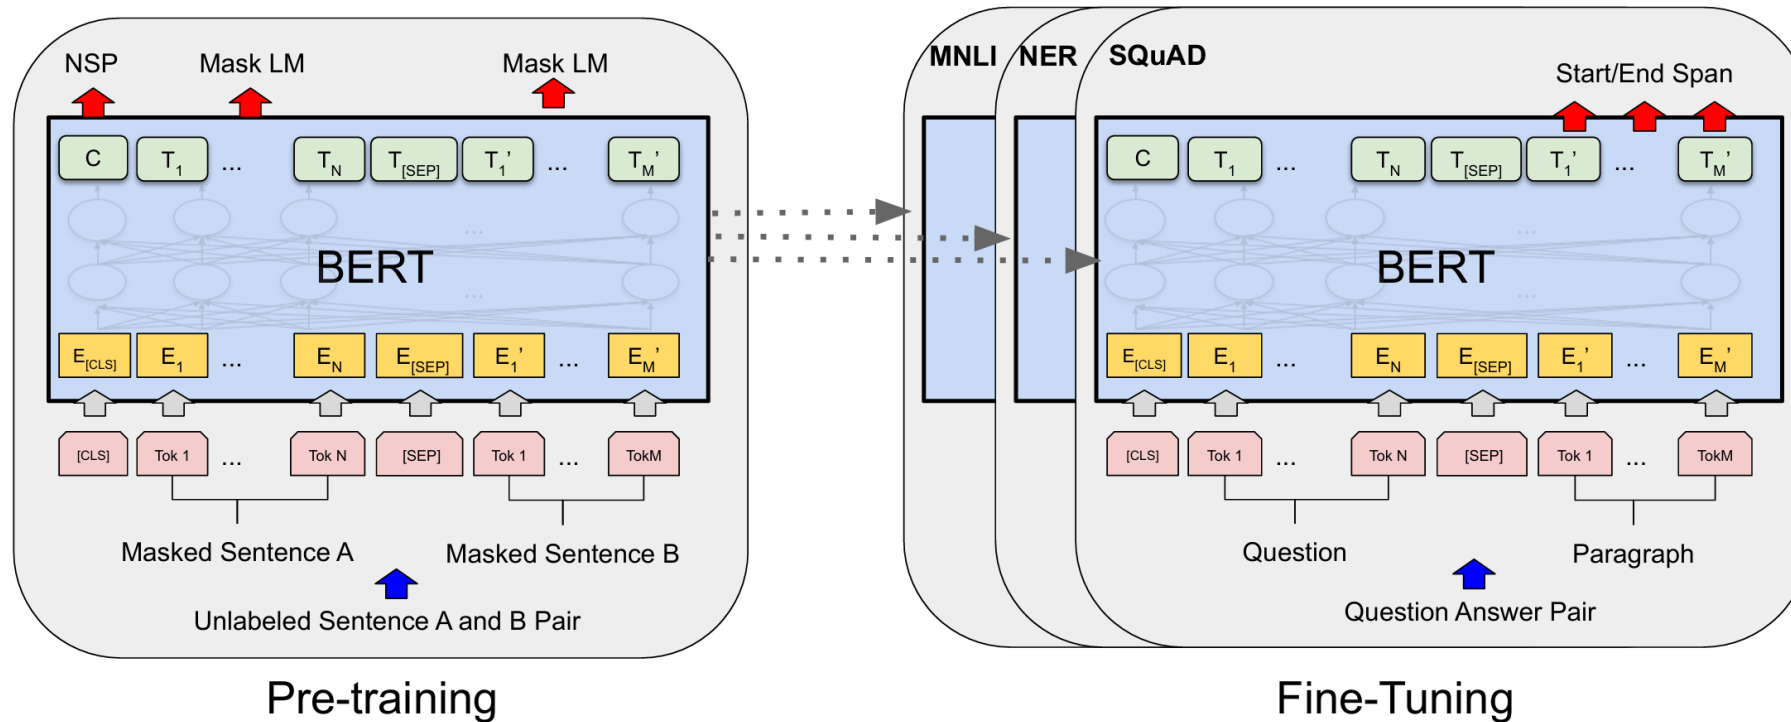 NSP Mask LM Mask LM
C T1 ... TN T[SEP] T1’ ... TM’
...
BERT
...
E[CLS] E1 ... EN E[SEP] E1’ ... EM’
[CLS] Tok 1 ... Tok N [SEP] Tok 1 ... TokM
Masked Sentence A Masked Sentence B
Unlabeled Sentence A and B Pair
Pre-training
MNLI NER SQuAD
Start/End Span
C T1 ... TN T[SEP] T1’ ... TM’
...
BERT
...
E[CLS] E1 ... EN E[SEP] E1’ ... EM’
[CLS] Tok 1 ... Tok N [SEP] Tok 1 ... TokM
Question Paragraph
Question Answer Pair
Fine-Tuning